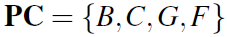 PC = {B,C,G,F}